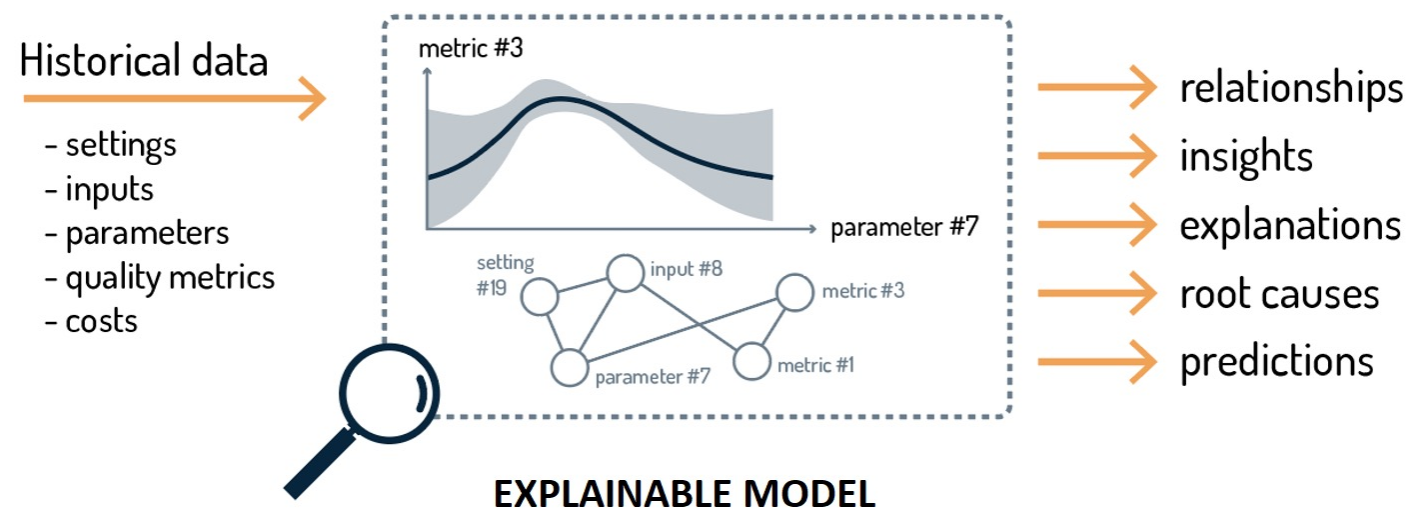 Historical data
- settings
- inputs
- parameters
- quality metrics
- costs
metric #3
parameter #7
setting
#19
input #8
metric #3
parameter #7
metric #1
relationships
insights
explanations
root causes
predictions
EXPLAINABLE MODEL